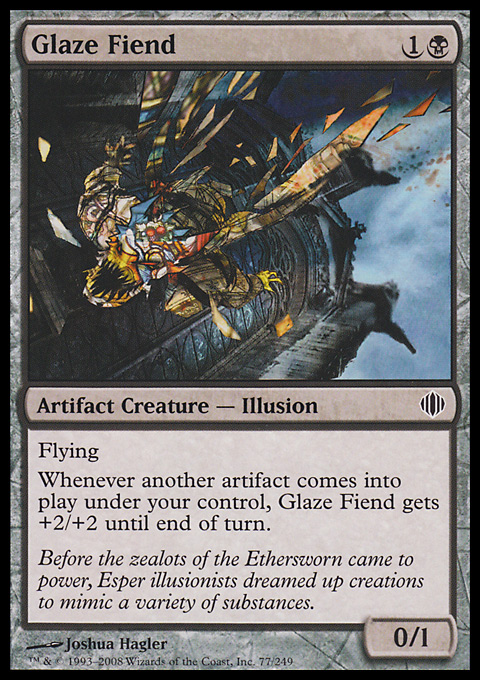 Glaze Fiend 1
Artifact Creature — Illusion
Flying
Whenever another artifact comes into
play under your control, Glaze Fiend gets
+2/+2 until end of turn.
Before the zealots of the Ethersworn came to
power, Esper illusionists dreamed up creations
to mimic a variety of substances.
Joshua Hagler
0/1
™ & © 1993–2008 Wizards of the Coast, Inc. 77/249